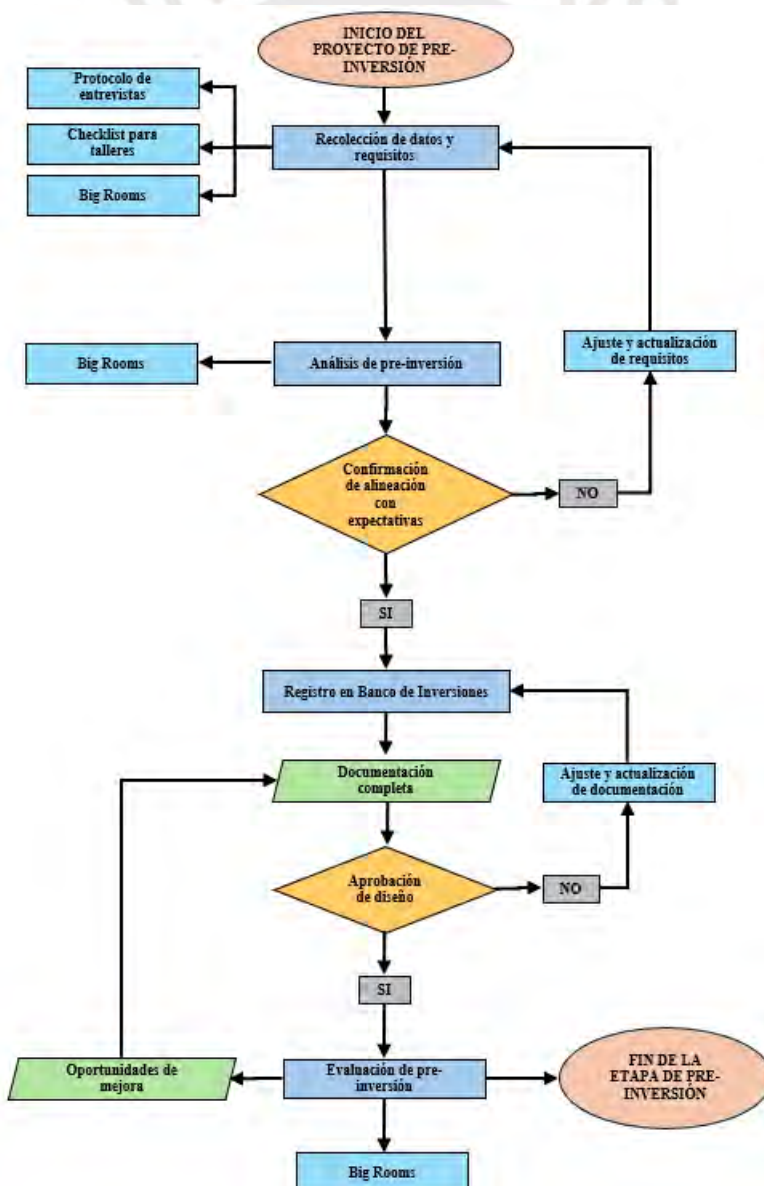 INICIO DEL
PROYECTO DE PRE-
INVERSIÓN
Protocolo de
entrevistas
Checklist para
talleres
Big Rooms
Recolección de datos y
requisitos
Big Rooms
Análisis de pre-inversión
Ajuste y actualización
de requisitos
Confirmación
de alineación
con
expectativas
NO
SI
Registro en Banco de Inversiones
Documentación
completa
Ajuste y actualización
de documentación
Aprobación
de diseño
NO
SI
Oportunidades de
mejora
Evaluación de pre-
inversión
FIN DE LA
ETAPA DE PRE-
INVERSIÓN
Big Rooms